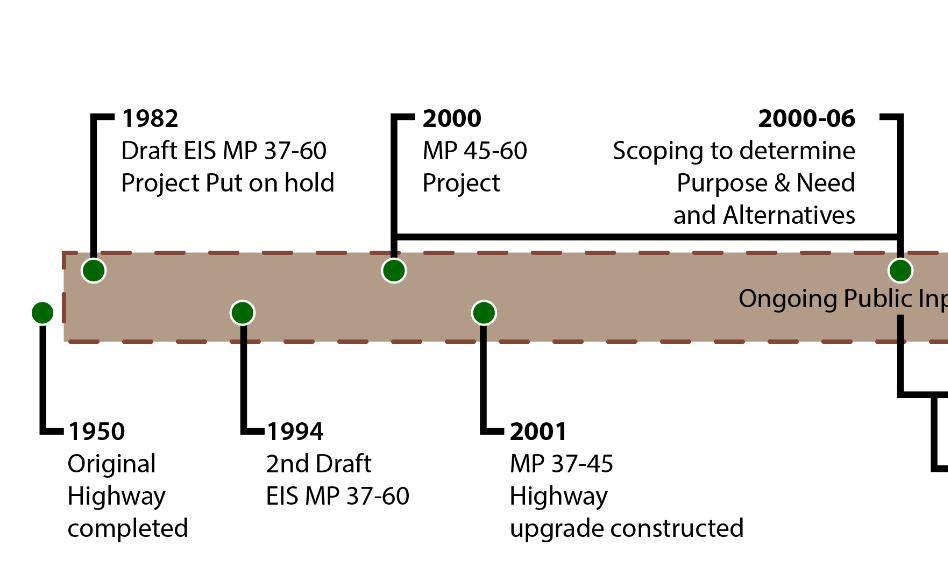 1982
Draft EIS MP 37-60
Project Put on hold
2000
MP 45-60
Project
2000-06
Scoping to determine
Purpose & Need
and Alternatives
Ongoing Public Inp
1950
Original
Highway
completed
1994
2nd Draft
EIS MP 37-60
2001
MP 37-45
Highway
upgrade constructed